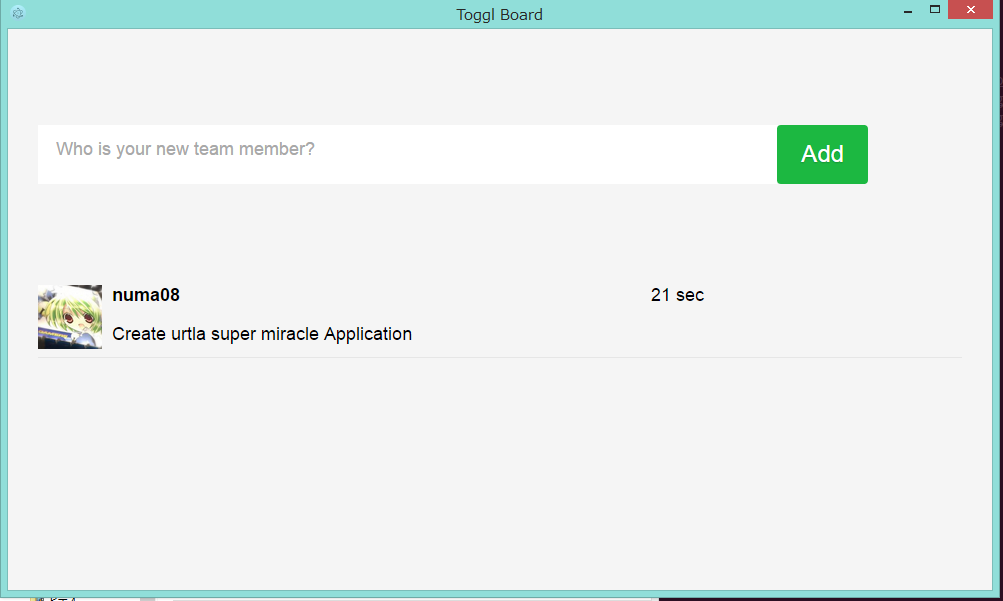 Toggl Board
Who is your new team member?
Add
numa08
21 sec
Create urtla super miracle Application